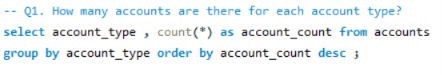 -- Q1. How many accounts are there for each account type?
select account_type , count(*) as account_count from accounts
group by account_type order by account_count desc ;